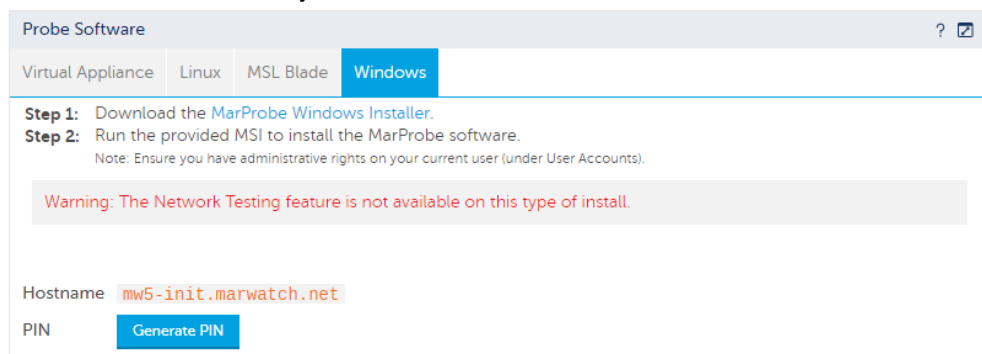 Probe Software ?
Virtual Appliance Linux MSL Blade Windows
Step 1: Download the MarProbe Windows Installer.
Step 2: Run the provided MSI to install the MarProbe software.
Note: Ensure you have administrative rights on your current user (under User Accounts).
Warning: The Network Testing feature is not available on this type of install.
Hostname mw5-init.marwatch.net
PIN Generate PIN